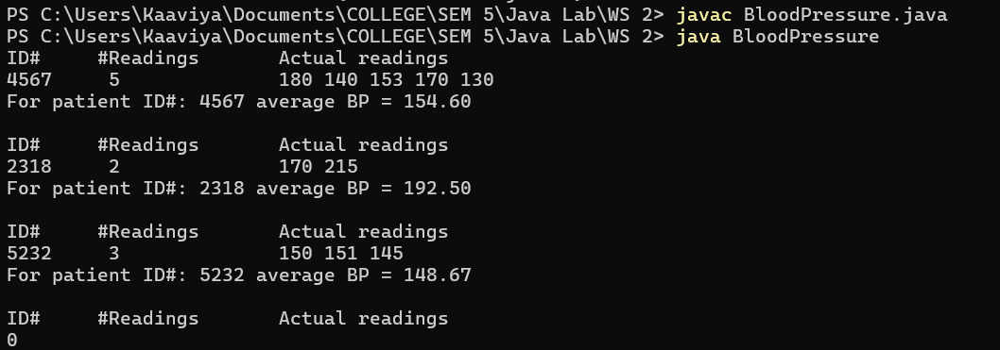 PS C:\Users\Kaaviya\Documents\COLLEGE\SEM 5\Java Lab\WS 2> javac BloodPressure.java
PS C:\Users\Kaaviya\Documents\COLLEGE\SEM 5\Java Lab\WS 2> java BloodPressure
ID#     #Readings       Actual readings
4567     5              180 140 153 170 130
For patient ID#: 4567 average BP = 154.60

ID#     #Readings       Actual readings
2318     2              170 215
For patient ID#: 2318 average BP = 192.50

ID#     #Readings       Actual readings
5232     3              150 151 145
For patient ID#: 5232 average BP = 148.67

ID#     #Readings       Actual readings
0